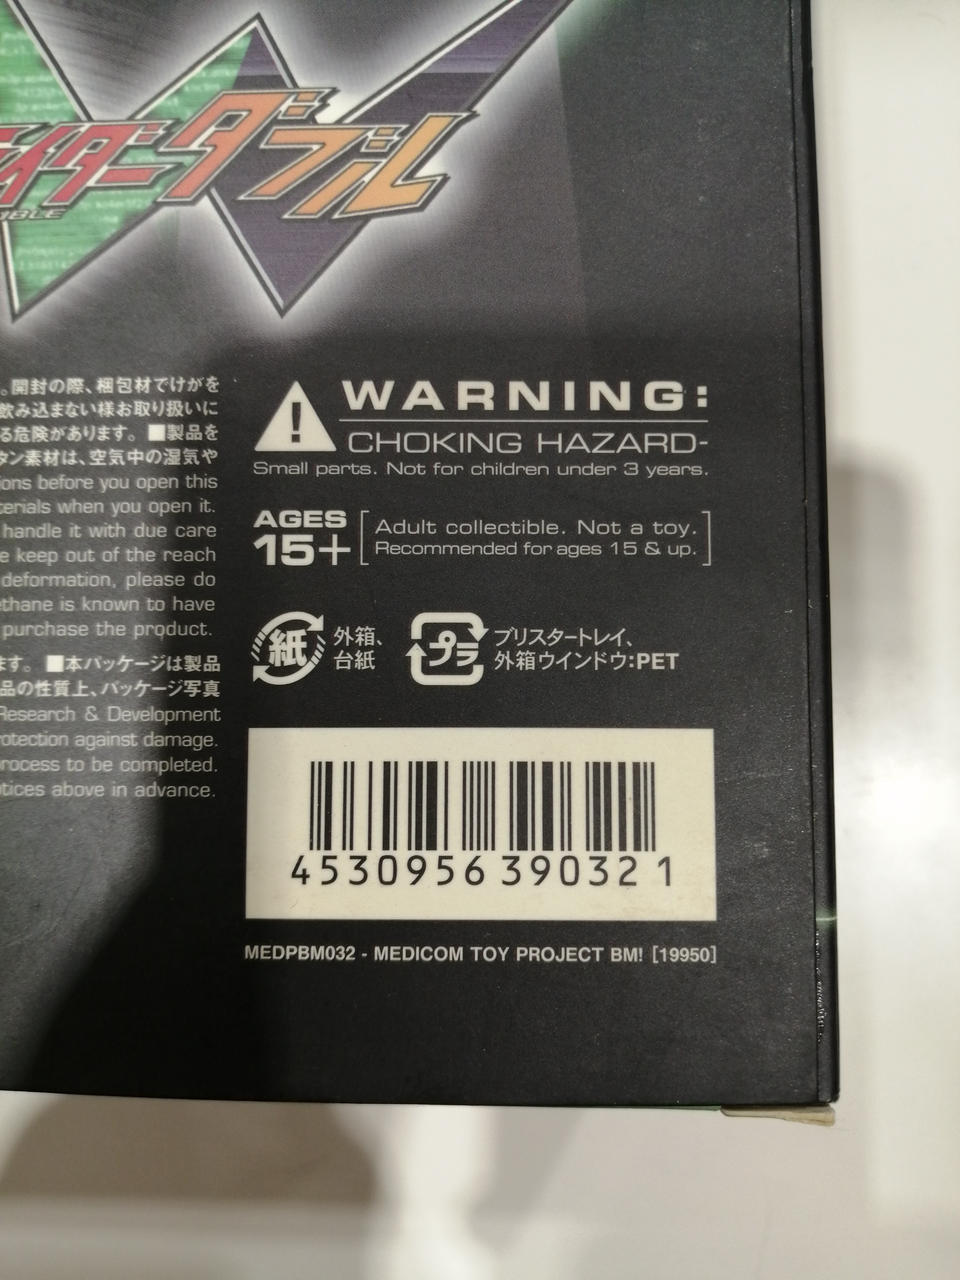 イダーダブル
。開封の際、梱包材でけがを
飲み込まない様お取り扱いに
る危険があります。■製品を
タン素材は、空気中の湿気や
ons before you open this
terials when you open it.
handle it with due care
e keep out of the reach
deformation, please do
ethane is known to have
purchase the product.
ます。■本パッケージは製品
品の性質上、パッケージ写真
Research & Development
rotection against damage.
rocess to be completed.
tices above in advance.
WARNING:
CHOKING HAZARD-
Small parts. Not for children under 3 years.
AGES
15+
Adult collectible. Not a toy.
Recommended for ages 15 & up.
紙
外箱、
台紙
プラ
ブリスタートレイ、
外箱ウインドウ:PET
4530956390321
MEDPBM032 - MEDICOM TOY PROJECT BM! [19950]